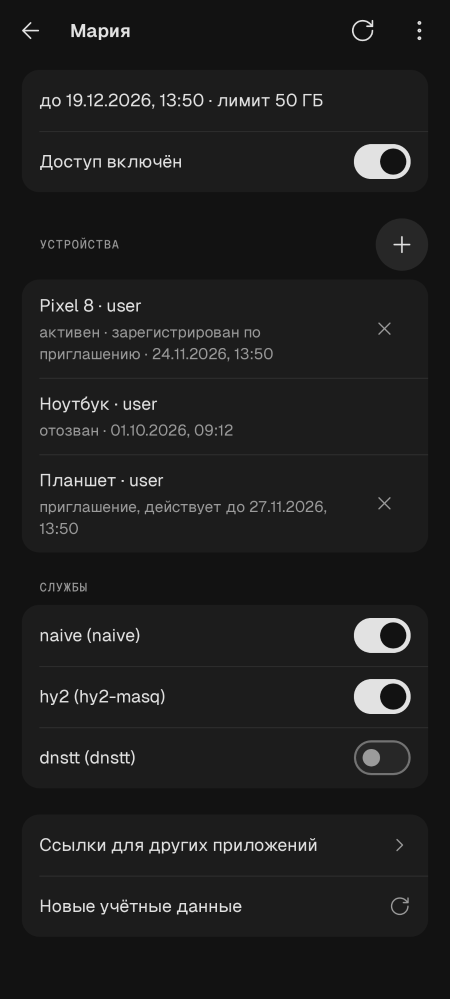 Мария
до 19.12.2026, 13:50 · лимит 50 ГБ
Доступ включён
УСТРОЙСТВА
Pixel 8 · user
активен · зарегистрирован по
приглашению · 24.11.2026, 13:50
Ноутбук · user
отозван · 01.10.2026, 09:12
Планшет · user
приглашение, действует до 27.11.2026,
13:50
СЛУЖБЫ
naive (naive)
hy2 (hy2-masq)
dnstt (dnstt)
Ссылки для других приложений
Новые учётные данные